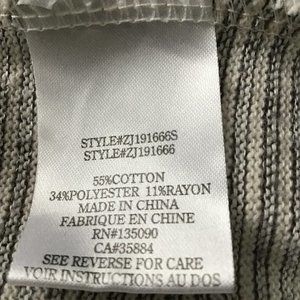 STYLE#ZJ191666S
STYLE#ZJ191666
55%COTTON
34%POLYESTER 11%RAYON
MADE IN CHINA
FABRIQUE EN CHINE
RN#135090
CA#35884
SEE REVERSE FOR CARE
VOIR INSTRUCTIONS AU DOS